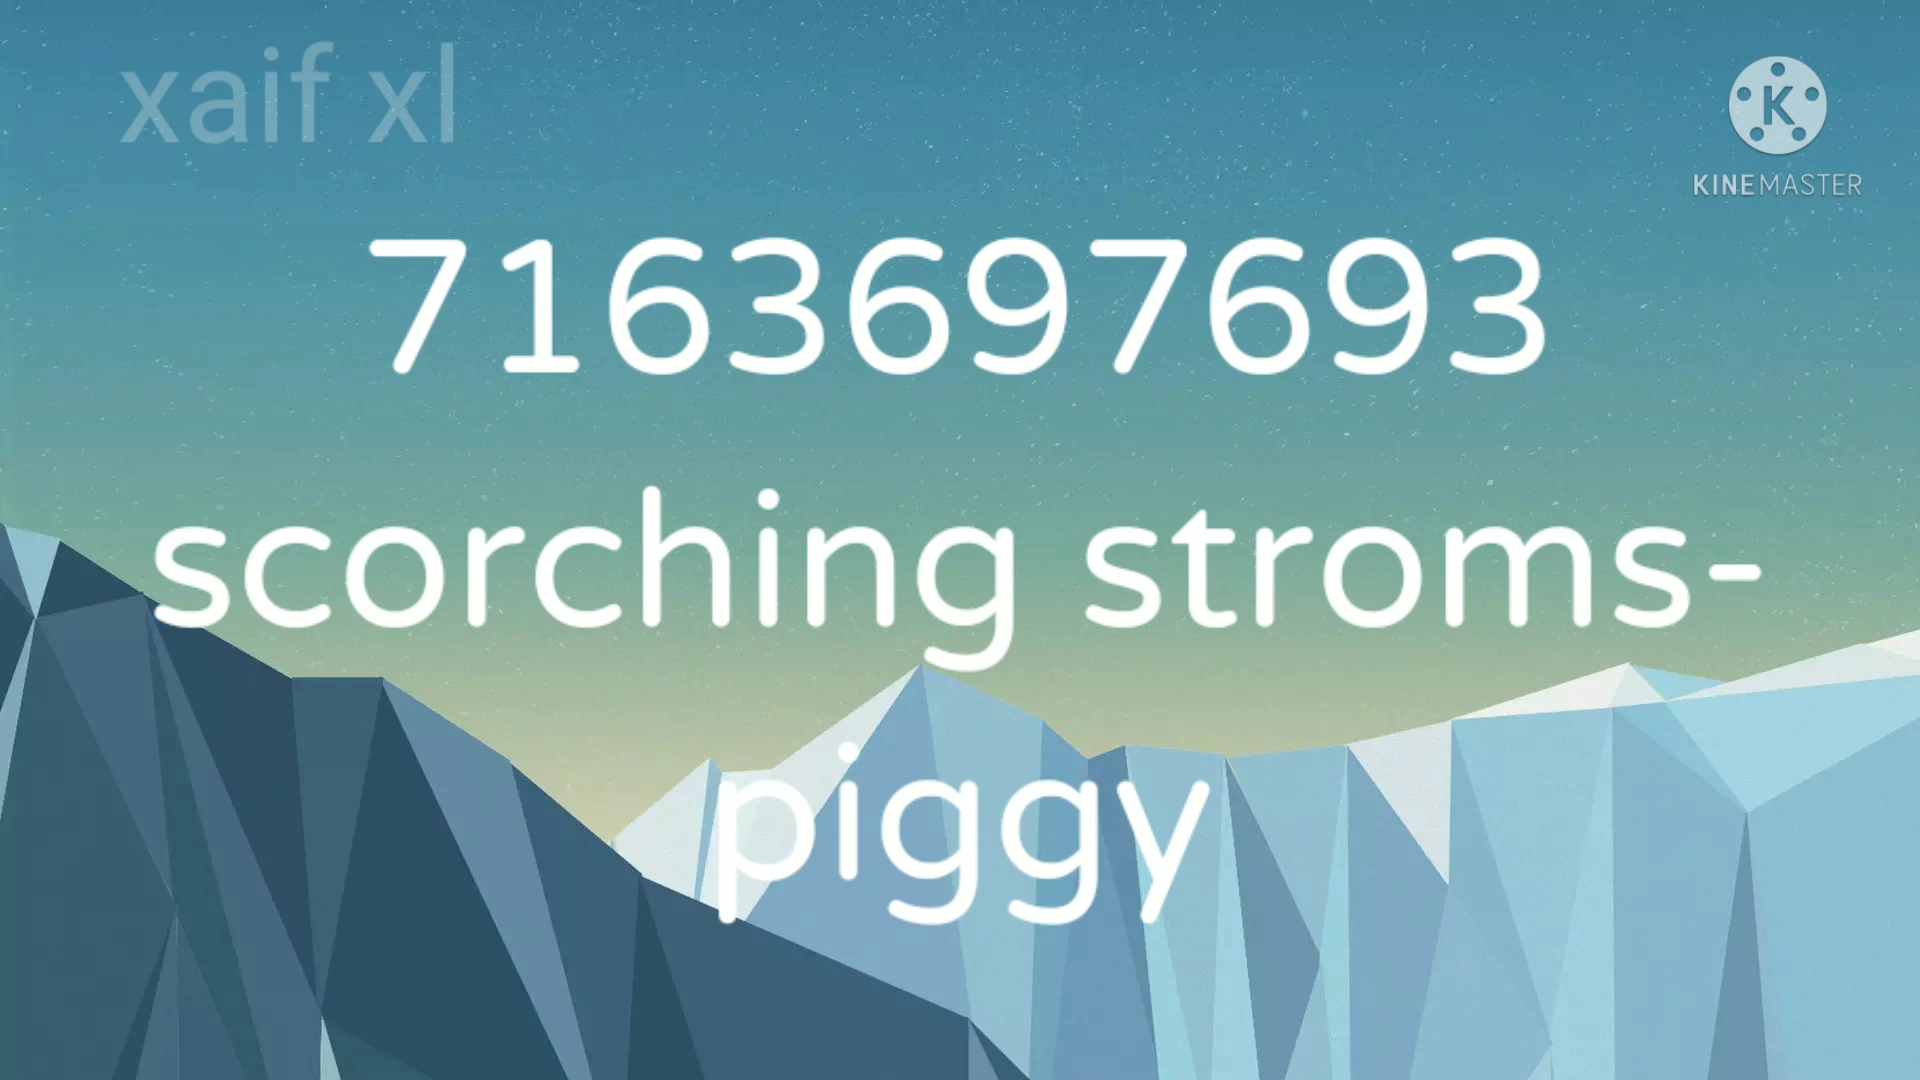 xaif xl
K
KINEMASTER
7163697693
scorching stroms-
piggy